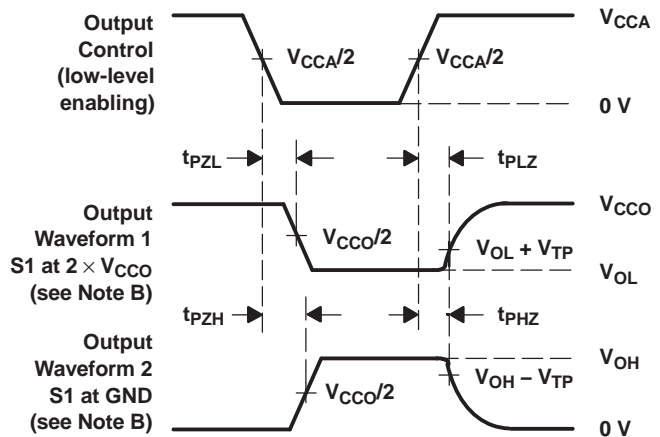 Output
Control
(low-level
enabling)
V_CCA
V_CCA/2
V_CCA/2
0 V
t_PZL
t_PLZ
Output
Waveform 1
S1 at 2 × V_CCO
(see Note B)
V_CCO
V_CCO/2
V_OL + V_TP
V_OL
t_PZH
t_PHZ
Output
Waveform 2
S1 at GND
(see Note B)
V_OH
V_CCO/2
V_OH − V_TP
0 V